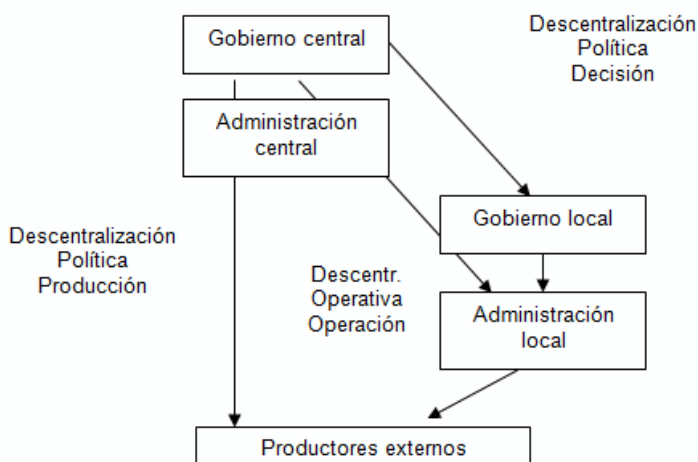 Gobierno central
Descentralización
Política
Decisión
Administración
central
Gobierno local
Descentralización
Política
Producción
Descentr.
Operativa
Operación
Administración
local
Productores externos